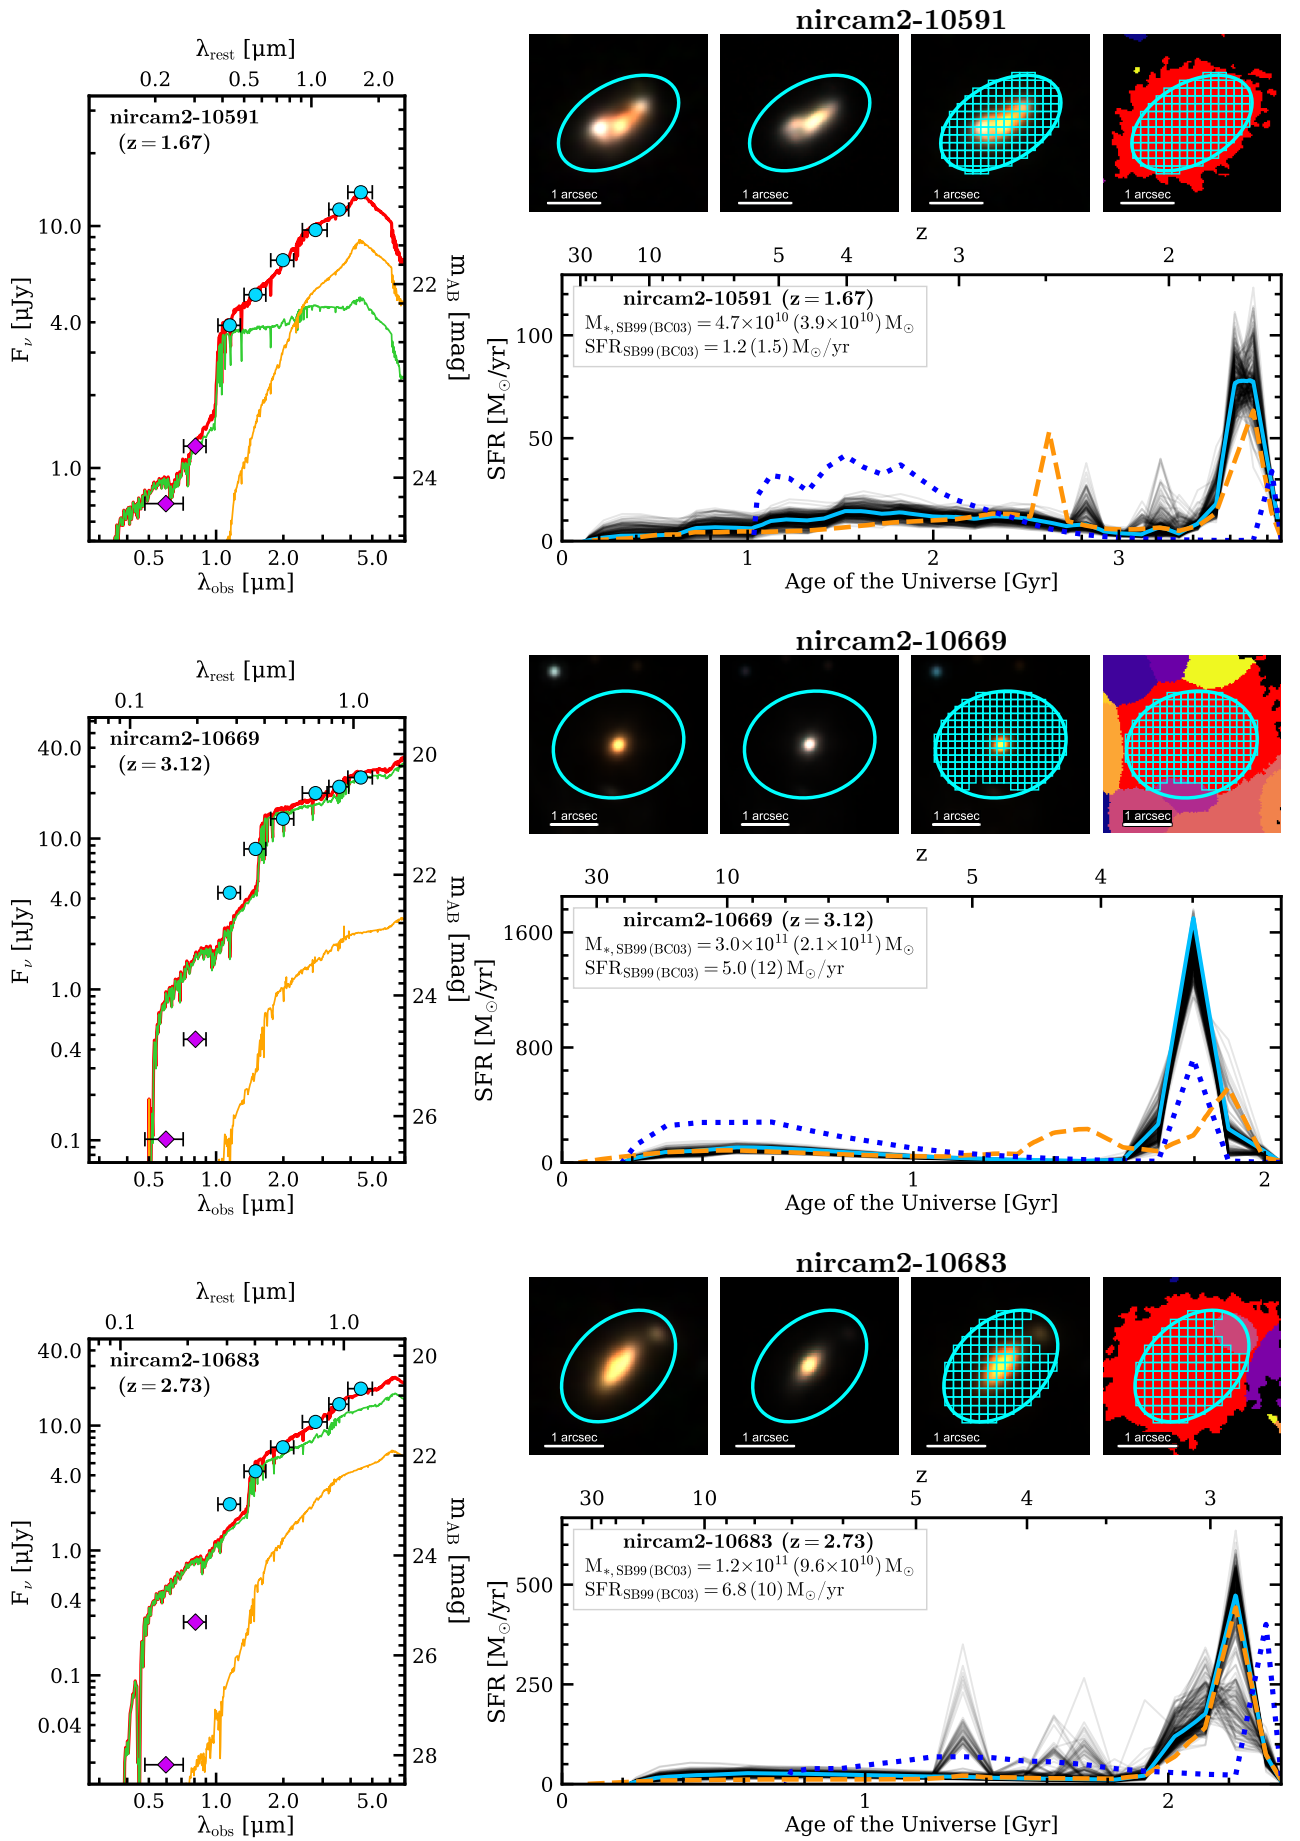 nircam2-10591
λrest [µm]
0.2 0.5 1.0 2.0
nircam2-10591
(z = 1.67)
10.0
4.0
1.0
Fν [µJy]
22
24
mAB [mag]
0.5 1.0 2.0 5.0
λobs [µm]
1 arcsec 1 arcsec 1 arcsec 1 arcsec
z
30 10 5 4 3 2
nircam2-10591 (z = 1.67)
M*, SB99 (BC03) = 4.7×10¹⁰ (3.9×10¹⁰) M⊙
SFRSB99 (BC03) = 1.2 (1.5) M⊙/yr
100
50
0
SFR [M⊙/yr]
0 1 2 3
Age of the Universe [Gyr]
nircam2-10669
λrest [µm]
0.1 1.0
nircam2-10669
(z = 3.12)
40.0
10.0
4.0
1.0
0.4
0.1
Fν [µJy]
20
22
24
26
mAB [mag]
0.5 1.0 2.0 5.0
λobs [µm]
1 arcsec 1 arcsec 1 arcsec 1 arcsec
z
30 10 5 4
nircam2-10669 (z = 3.12)
M*, SB99 (BC03) = 3.0×10¹¹ (2.1×10¹¹) M⊙
SFRSB99 (BC03) = 5.0 (12) M⊙/yr
1600
800
0
SFR [M⊙/yr]
0 1 2
Age of the Universe [Gyr]
nircam2-10683
λrest [µm]
0.1 1.0
nircam2-10683
(z = 2.73)
40.0
10.0
4.0
1.0
0.4
0.1
0.04
Fν [µJy]
20
22
24
26
28
mAB [mag]
0.5 1.0 2.0 5.0
λobs [µm]
1 arcsec 1 arcsec 1 arcsec 1 arcsec
z
30 10 5 4 3
nircam2-10683 (z = 2.73)
M*, SB99 (BC03) = 1.2×10¹¹ (9.6×10¹⁰) M⊙
SFRSB99 (BC03) = 6.8 (10) M⊙/yr
500
250
0
SFR [M⊙/yr]
0 1 2
Age of the Universe [Gyr]